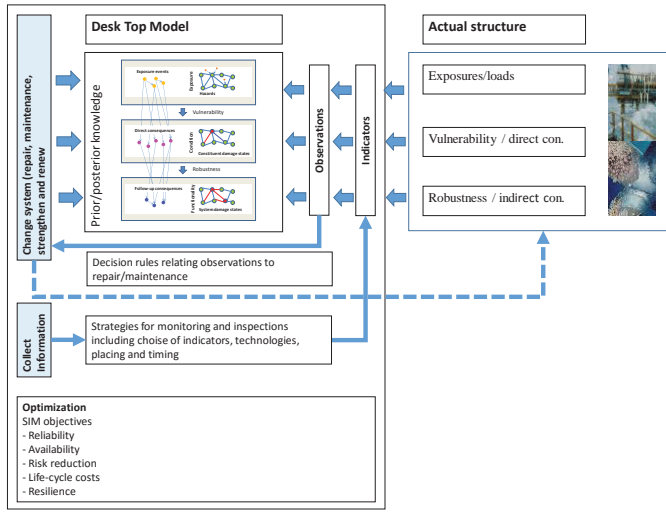 Desk Top Model
Actual structure
Change system (repair, maintenance,
strengthen and renew
Prior/posterior knowledge
Exposure events
Exposure
Hazards
Vulnerability
Direct consequences
Condition
Constituent damage states
Robustness
Follow-up consequences
Functionality
System damage states
Observations
Indicators
Exposures/loads
Vulnerability / direct con.
Robustness / indirect con.
Decision rules relating observations to
repair/maintenance
Collect
Information
Strategies for monitoring and inspections
including choise of indicators, technologies,
placing and timing
Optimization
SIM objectives
- Reliability
- Availability
- Risk reduction
- Life-cycle costs
- Resilience